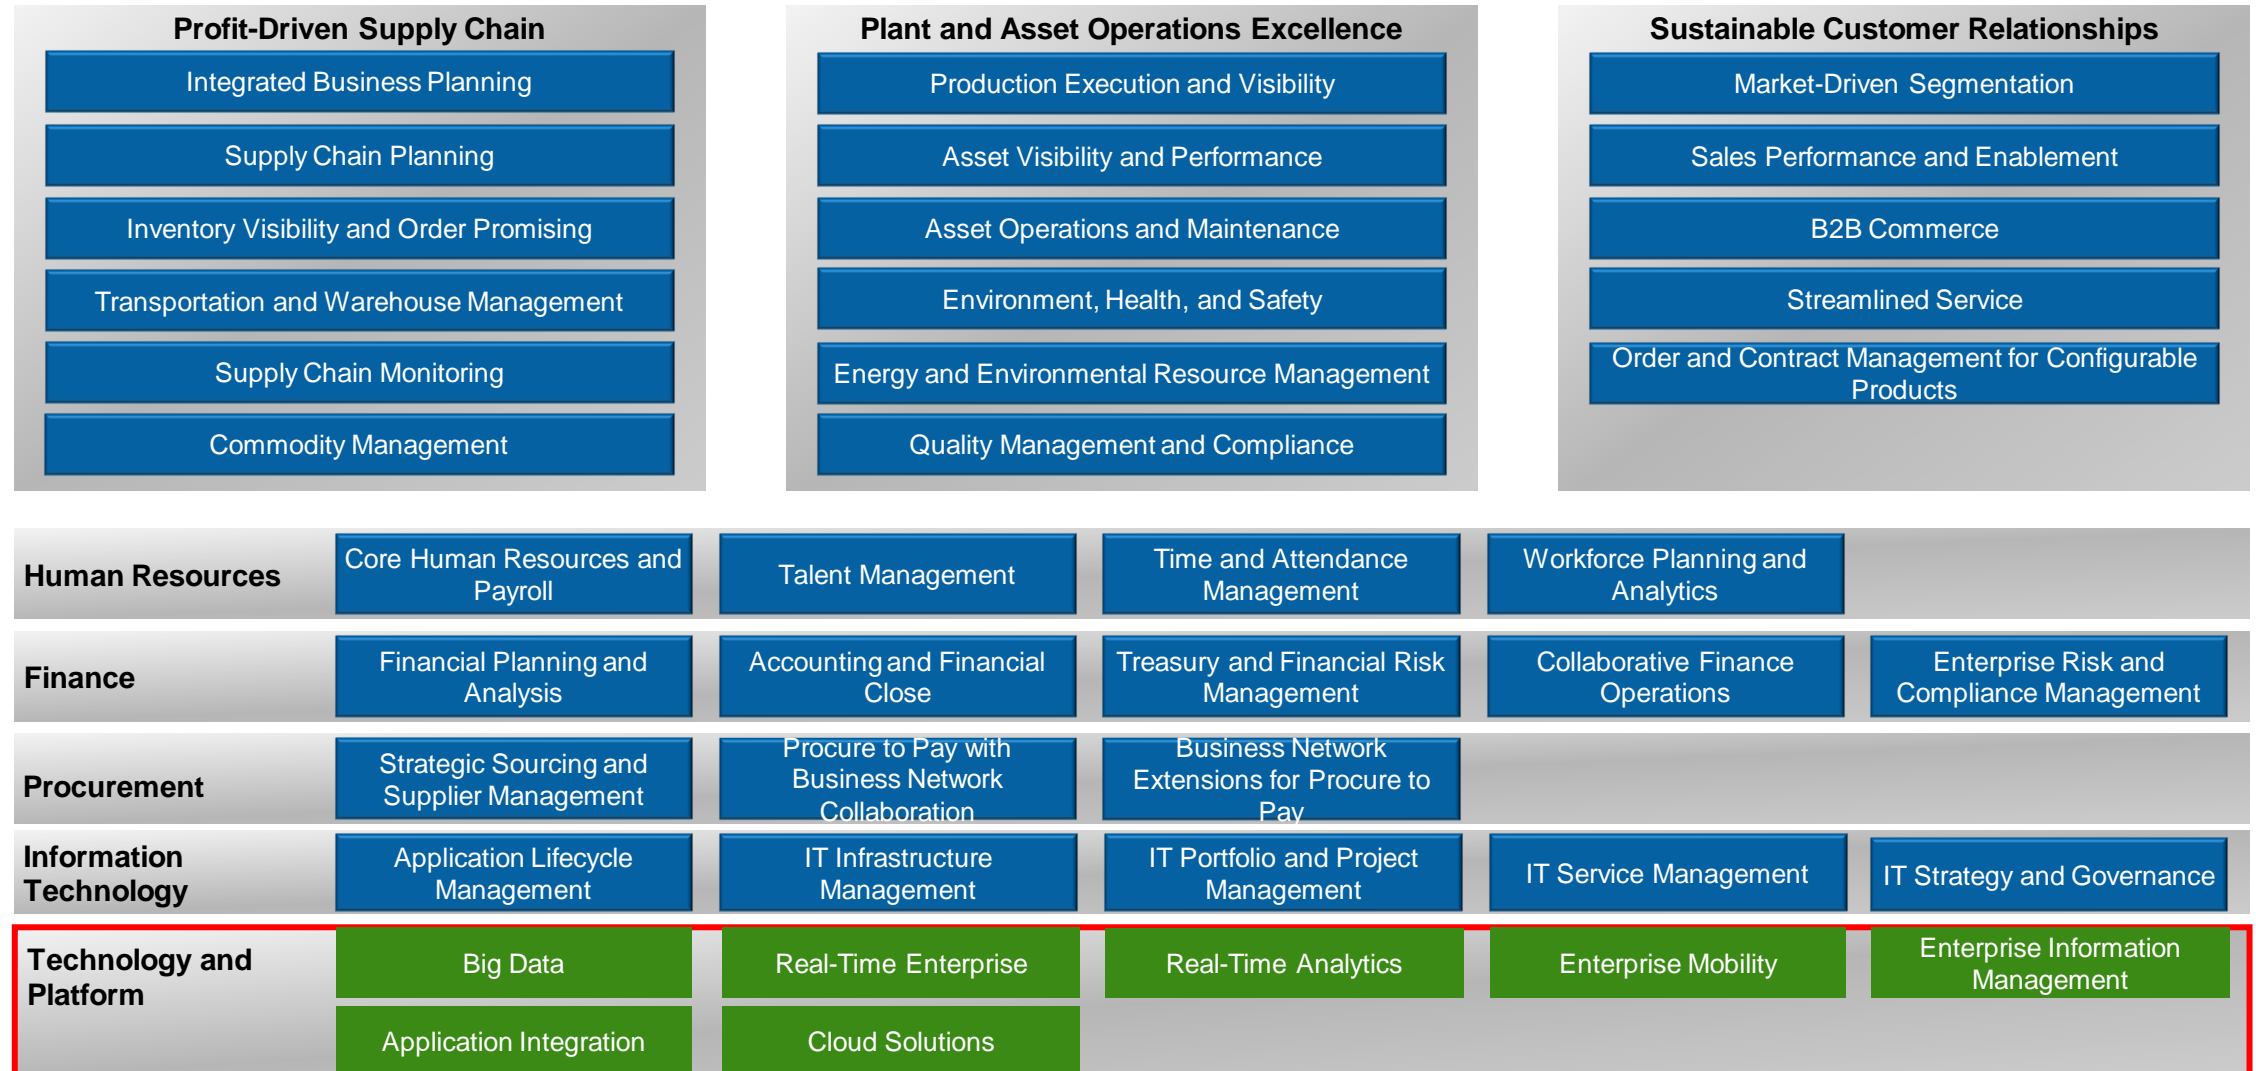 Profit-Driven Supply Chain
Integrated Business Planning
Supply Chain Planning
Inventory Visibility and Order Promising
Transportation and Warehouse Management
Supply Chain Monitoring
Commodity Management
Plant and Asset Operations Excellence
Production Execution and Visibility
Asset Visibility and Performance
Asset Operations and Maintenance
Environment, Health, and Safety
Energy and Environmental Resource Management
Quality Management and Compliance
Sustainable Customer Relationships
Market-Driven Segmentation
Sales Performance and Enablement
B2B Commerce
Streamlined Service
Order and Contract Management for Configurable
Products
Human Resources
Core Human Resources and
Payroll
Talent Management
Time and Attendance
Management
Workforce Planning and
Analytics
Finance
Financial Planning and
Analysis
Accounting and Financial
Close
Treasury and Financial Risk
Management
Collaborative Finance
Operations
Enterprise Risk and
Compliance Management
Procurement
Strategic Sourcing and
Supplier Management
Procure to Pay with
Business Network
Collaboration
Business Network
Extensions for Procure to
Pay
Information
Technology
Application Lifecycle
Management
IT Infrastructure
Management
IT Portfolio and Project
Management
IT Service Management
IT Strategy and Governance
Technology and
Platform
Big Data
Real-Time Enterprise
Real-Time Analytics
Enterprise Mobility
Enterprise Information
Management
Application Integration
Cloud Solutions